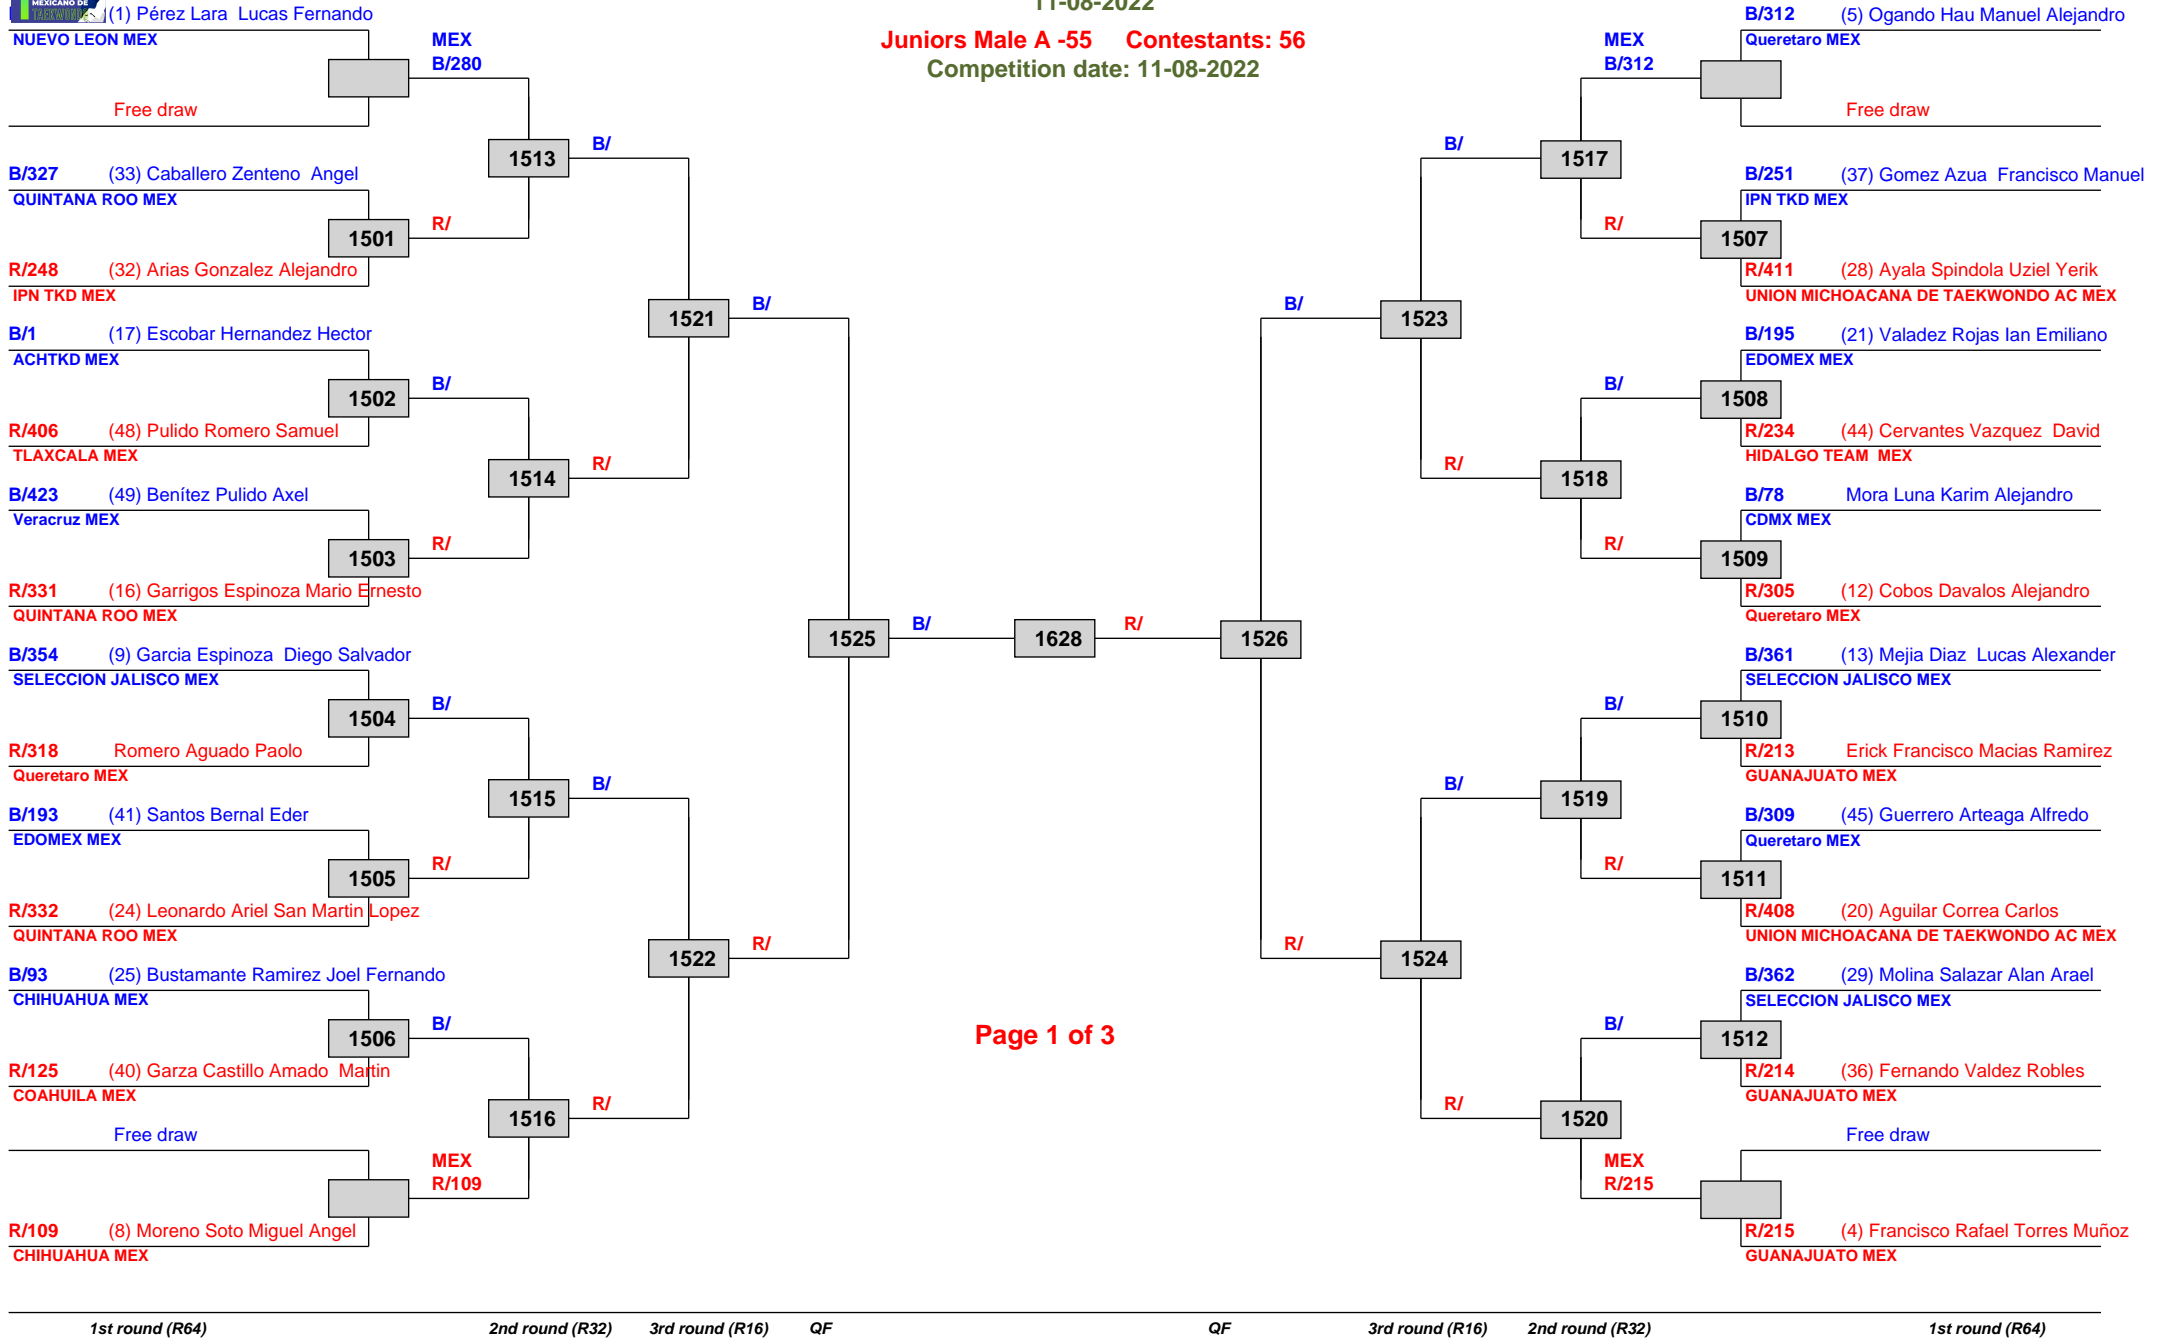 MEXICANO DE
TAEKWONDO
(1) Pérez Lara  Lucas Fernando
NUEVO LEON MEX
MEX
B/280
Free draw
B/327 (33) Caballero Zenteno  Angel
QUINTANA ROO MEX
1501
R/248 (32) Arias Gonzalez Alejandro
IPN TKD MEX
1513
B/
R/
B/1 (17) Escobar Hernandez Hector
ACHTKD MEX
1502
B/
R/406 (48) Pulido Romero Samuel
TLAXCALA MEX
1514
R/
B/423 (49) Benítez Pulido Axel
Veracruz MEX
1503
R/
R/331 (16) Garrigos Espinoza Mario Ernesto
QUINTANA ROO MEX
1521
B/
B/354 (9) Garcia Espinoza  Diego Salvador
SELECCION JALISCO MEX
1504
B/
R/318 Romero Aguado Paolo
Queretaro MEX
1515
B/
B/193 (41) Santos Bernal Eder
EDOMEX MEX
1505
R/
R/332 (24) Leonardo Ariel San Martin Lopez
QUINTANA ROO MEX
1522
R/
B/93 (25) Bustamante Ramirez Joel Fernando
CHIHUAHUA MEX
1506
B/
R/125 (40) Garza Castillo Amado  Martin
COAHUILA MEX
1516
R/
Free draw
MEX
R/109
R/109 (8) Moreno Soto Miguel Angel
CHIHUAHUA MEX
11-08-2022
Juniors Male A -55 Contestants: 56
Competition date: 11-08-2022
1525 B/ 1628 R/ 1526
Page 1 of 3
B/312 (5) Ogando Hau Manuel Alejandro
Queretaro MEX
MEX
B/312
Free draw
B/
1517
B/251 (37) Gomez Azua  Francisco Manuel
IPN TKD MEX
R/
1507
R/411 (28) Ayala Spindola Uziel Yerik
UNION MICHOACANA DE TAEKWONDO AC MEX
B/
1523
B/195 (21) Valadez Rojas Ian Emiliano
EDOMEX MEX
B/
1508
R/234 (44) Cervantes Vazquez  David
HIDALGO TEAM  MEX
R/
1518
B/78 Mora Luna Karim Alejandro
CDMX MEX
R/
1509
R/305 (12) Cobos Davalos Alejandro
Queretaro MEX
B/361 (13) Mejia Diaz  Lucas Alexander
SELECCION JALISCO MEX
B/
1510
R/213 Erick Francisco Macias Ramirez
GUANAJUATO MEX
B/
1519
B/309 (45) Guerrero Arteaga Alfredo
Queretaro MEX
R/
1511
R/408 (20) Aguilar Correa Carlos
UNION MICHOACANA DE TAEKWONDO AC MEX
R/
1524
B/362 (29) Molina Salazar Alan Arael
SELECCION JALISCO MEX
B/
1512
R/214 (36) Fernando Valdez Robles
GUANAJUATO MEX
R/
1520
Free draw
MEX
R/215
R/215 (4) Francisco Rafael Torres Muñoz
GUANAJUATO MEX
1st round (R64) 2nd round (R32) 3rd round (R16) QF QF 3rd round (R16) 2nd round (R32) 1st round (R64)